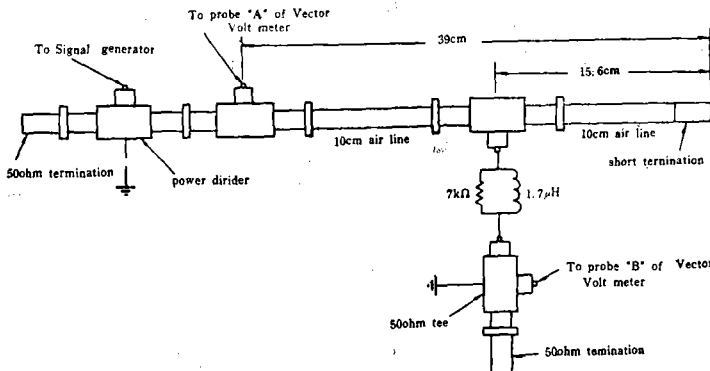 To probe "A" of Vector
Volt meter
39cm
To Signal generator
15.6cm
10cm air line
10cm air line
50ohm termination
power dirider
short ternination
7kΩ
1.7μH
To probe "B" of Vector
Volt meter
50ohm tee
50ohm temination